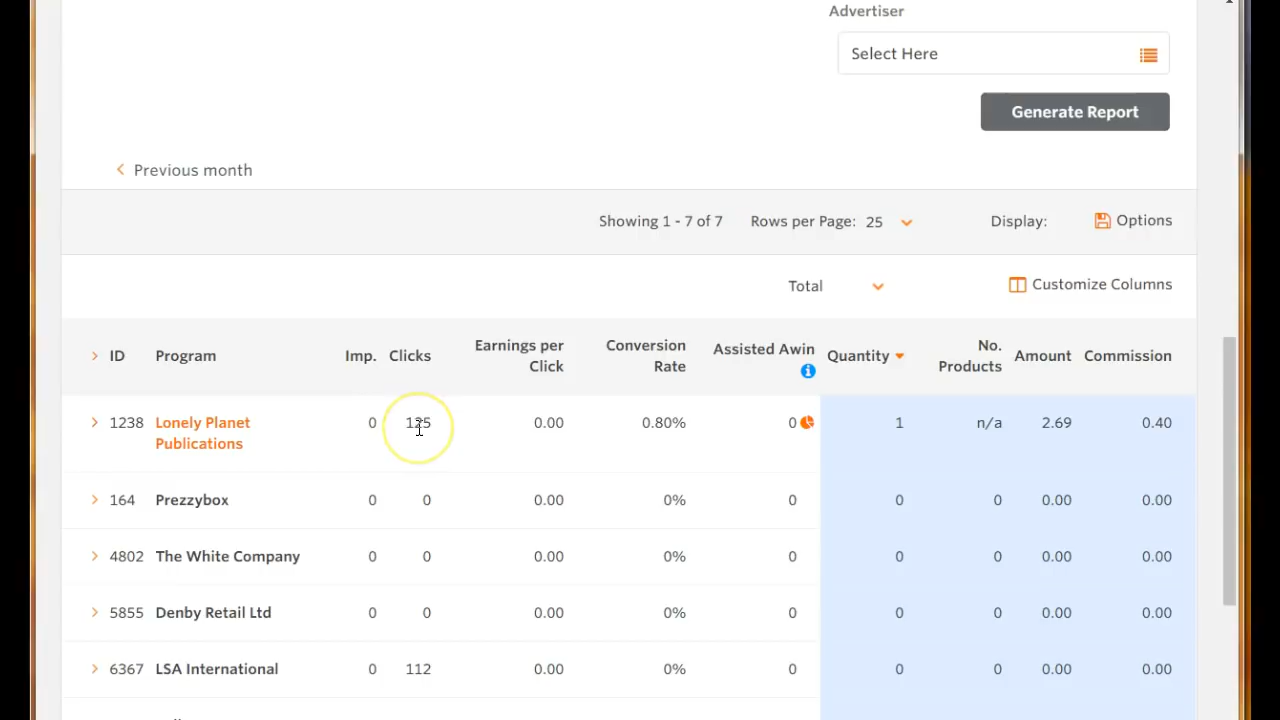 Advertiser
Select Here
Generate Report
Previous month
Showing 1 - 7 of 7 Rows per Page: 25 Display: Options
Total Customize Columns
ID Program Imp. Clicks Earnings per Click Conversion Rate Assisted Awin Quantity No. Products Amount Commission
1238 Lonely Planet Publications 0 125 0.00 0.80% 0 1 n/a 2.69 0.40
164 Prezzybox 0 0 0.00 0% 0 0 0 0.00 0.00
4802 The White Company 0 0 0.00 0% 0 0 0 0.00 0.00
5855 Denby Retail Ltd 0 0 0.00 0% 0 0 0 0.00 0.00
6367 LSA International 0 112 0.00 0% 0 0 0 0.00 0.00